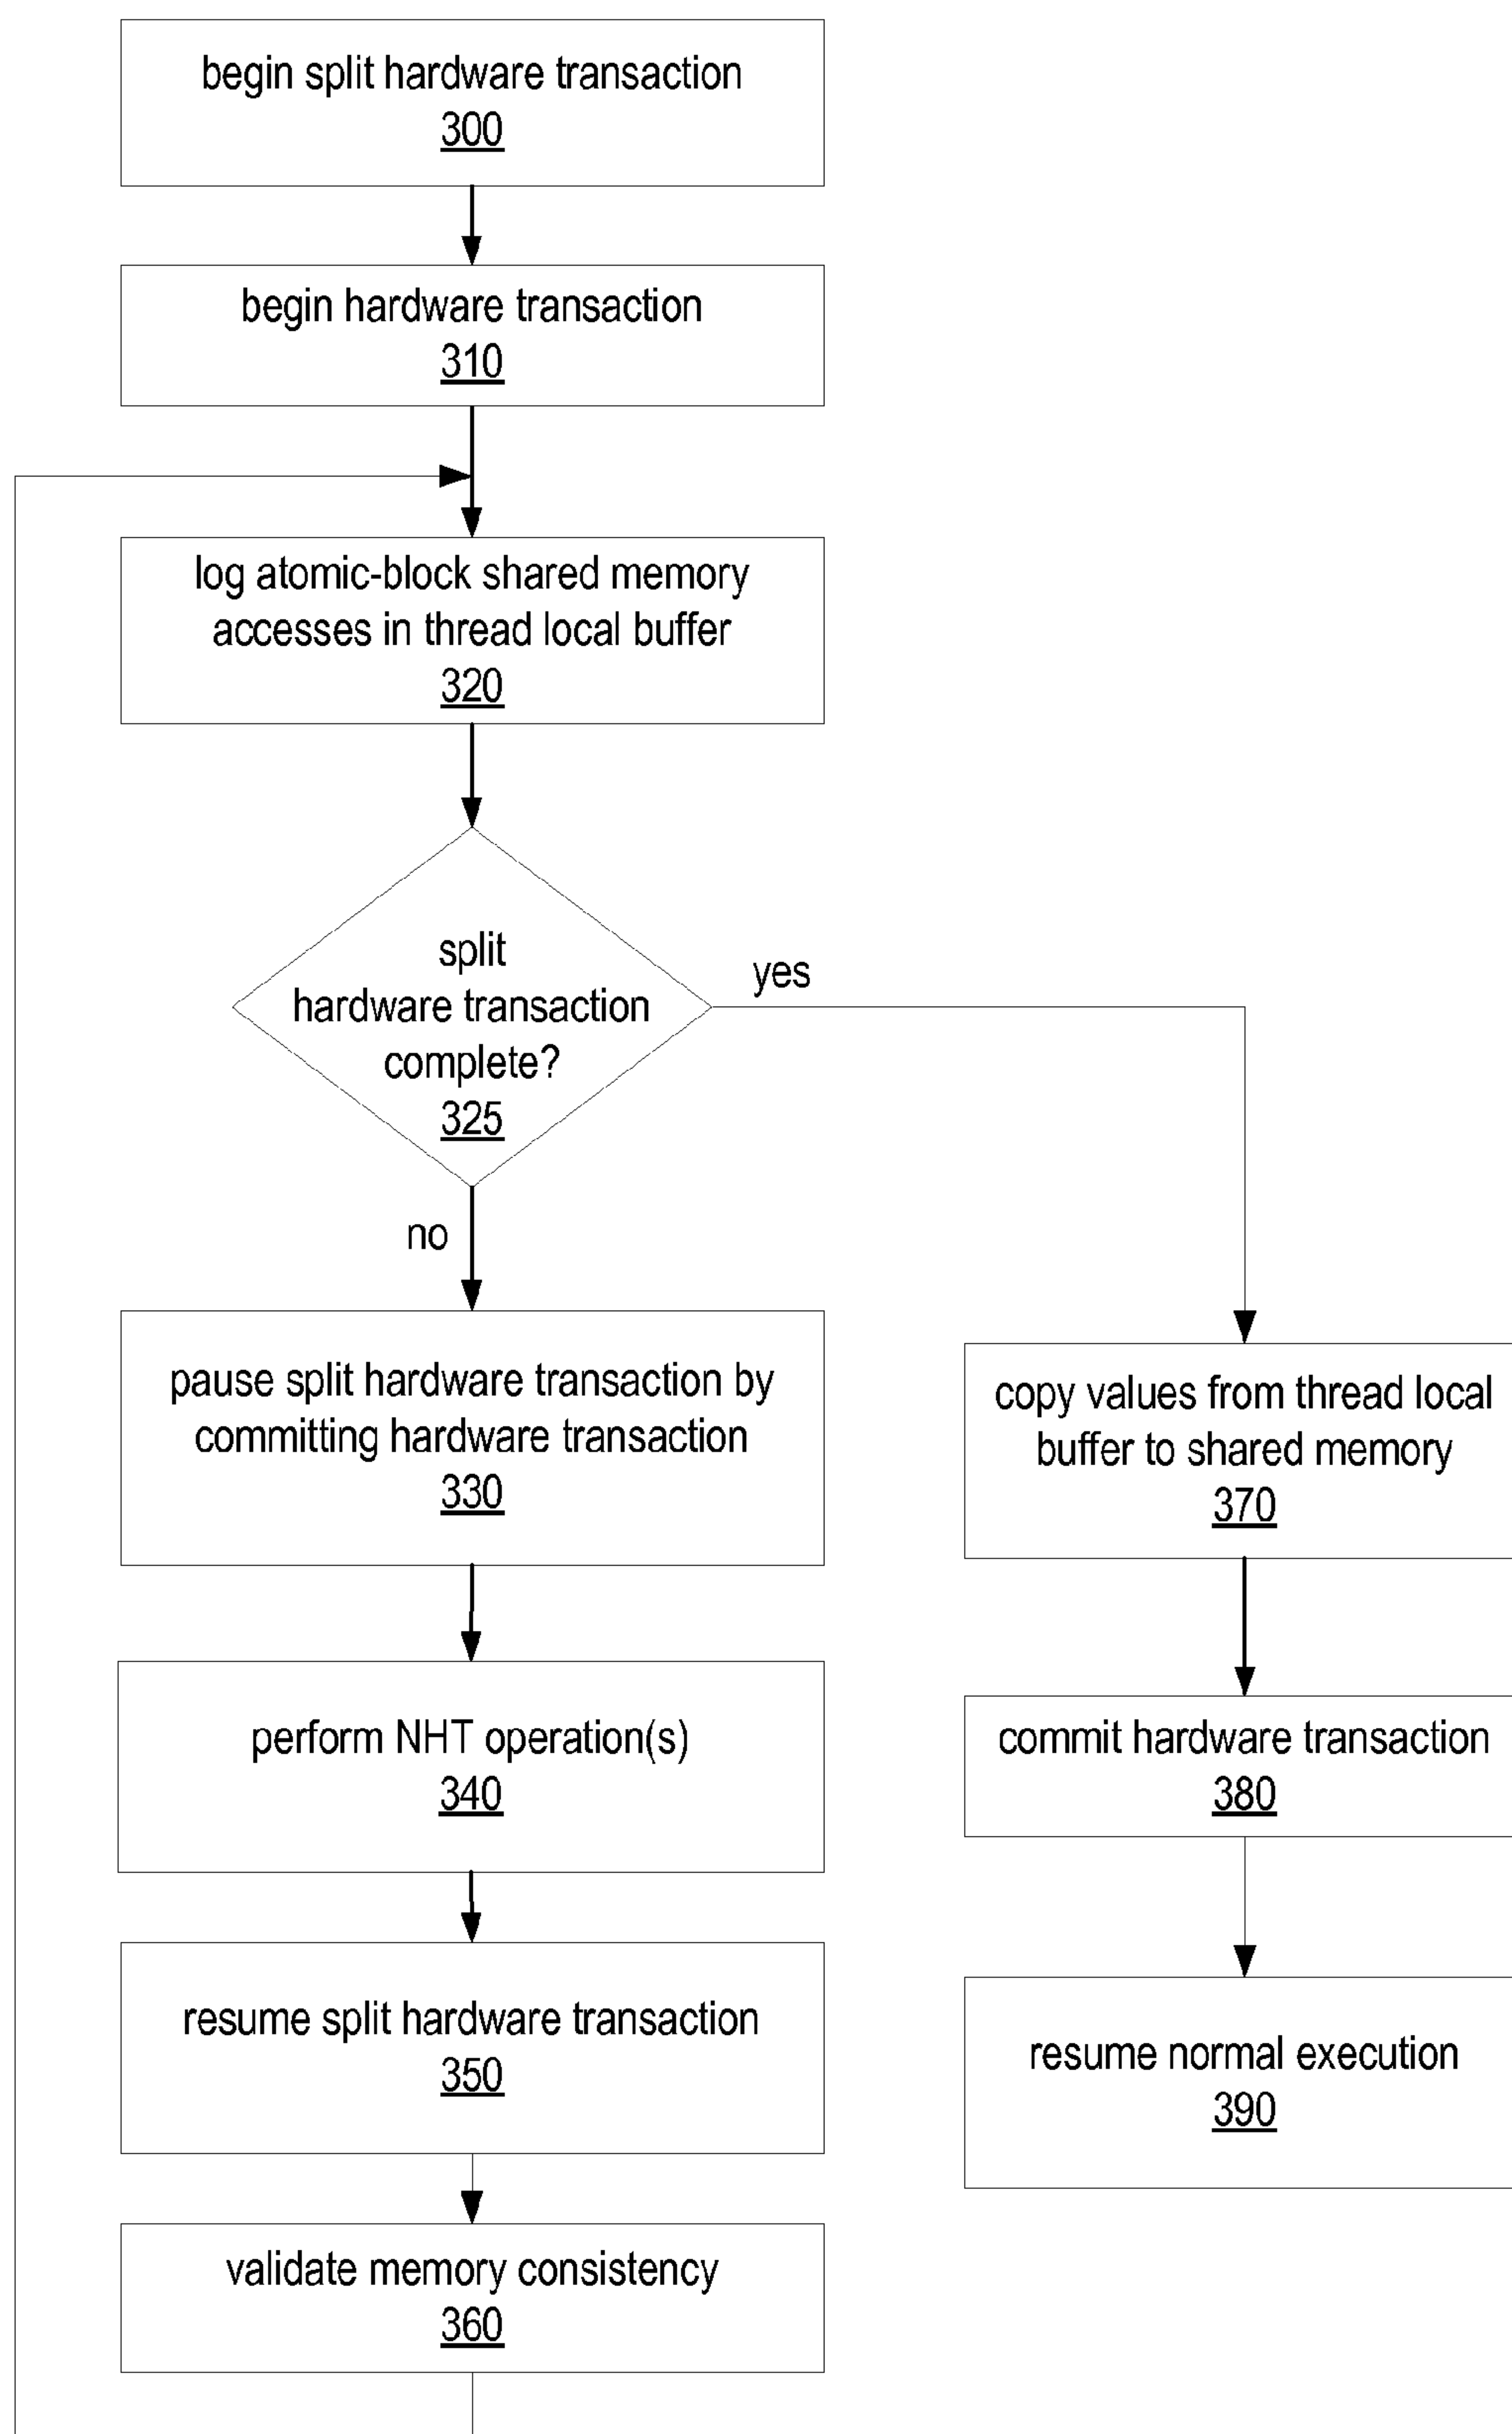 begin split hardware transaction
300
begin hardware transaction
310
log atomic-block shared memory
accesses in thread local buffer
320
split
hardware transaction
complete?
325
yes
no
pause split hardware transaction by
committing hardware transaction
330
perform NHT operation(s)
340
resume split hardware transaction
350
validate memory consistency
360
copy values from thread local
buffer to shared memory
370
commit hardware transaction
380
resume normal execution
390